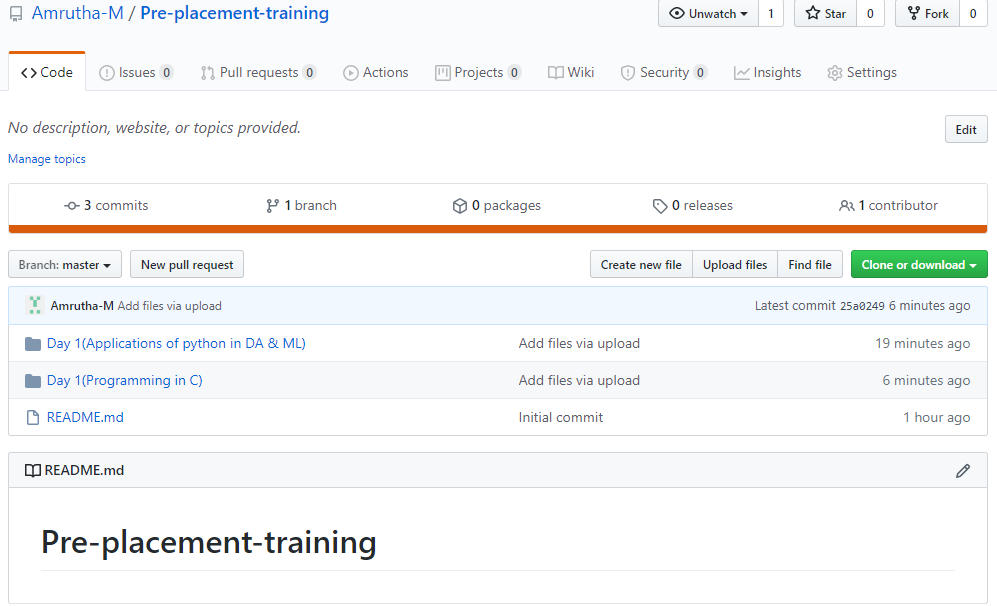 Amrutha-M / Pre-placement-training Unwatch 1 Star 0 Fork 0
Code Issues 0 Pull requests 0 Actions Projects 0 Wiki Security 0 Insights Settings
No description, website, or topics provided. Edit
Manage topics
3 commits 1 branch 0 packages 0 releases 1 contributor
Branch: master New pull request Create new file Upload files Find file Clone or download
Amrutha-M Add files via upload Latest commit 25a0249 6 minutes ago
Day 1(Applications of python in DA & ML) Add files via upload 19 minutes ago
Day 1(Programming in C) Add files via upload 6 minutes ago
README.md Initial commit 1 hour ago
README.md
Pre-placement-training